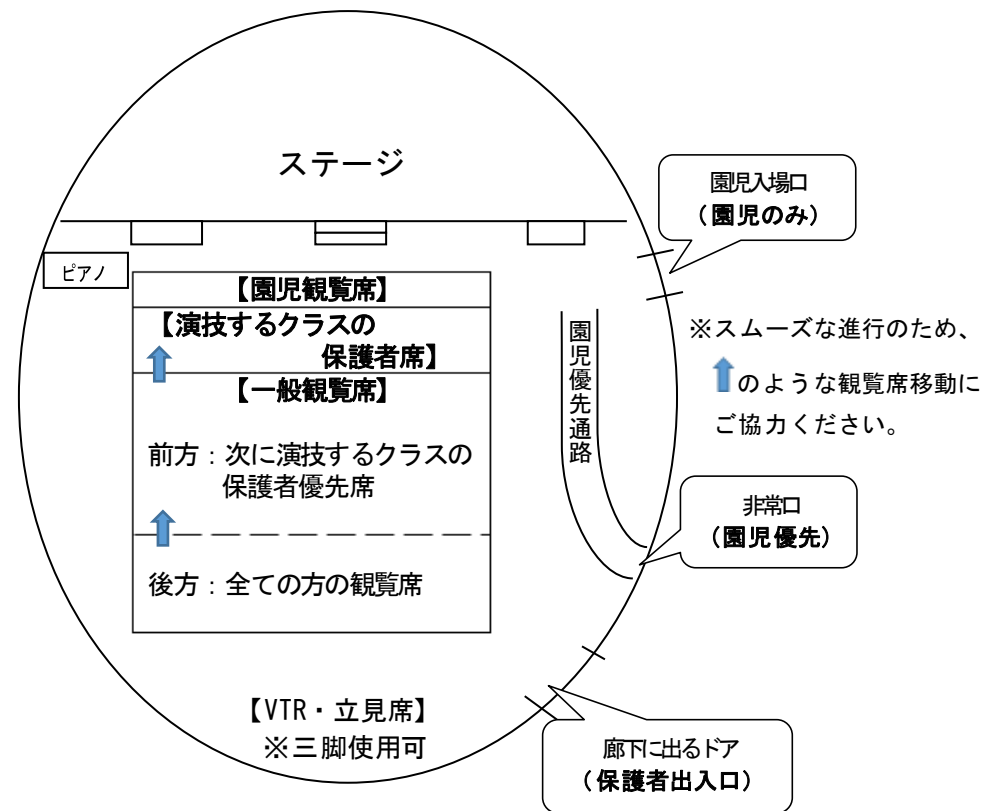 ステージ
園児入場口
（園児のみ）
ピアノ
【園児観覧席】
【演技するクラスの
保護者席】
【一般観覧席】
前方：次に演技するクラスの
保護者優先席
後方：全ての方の観覧席
園児優先通路
※スムーズな進行のため、
のような観覧席移動に
ご協力ください。
非常口
（園児優先）
【VTR・立見席】
※三脚使用可
廊下に出るドア
（保護者出入口）